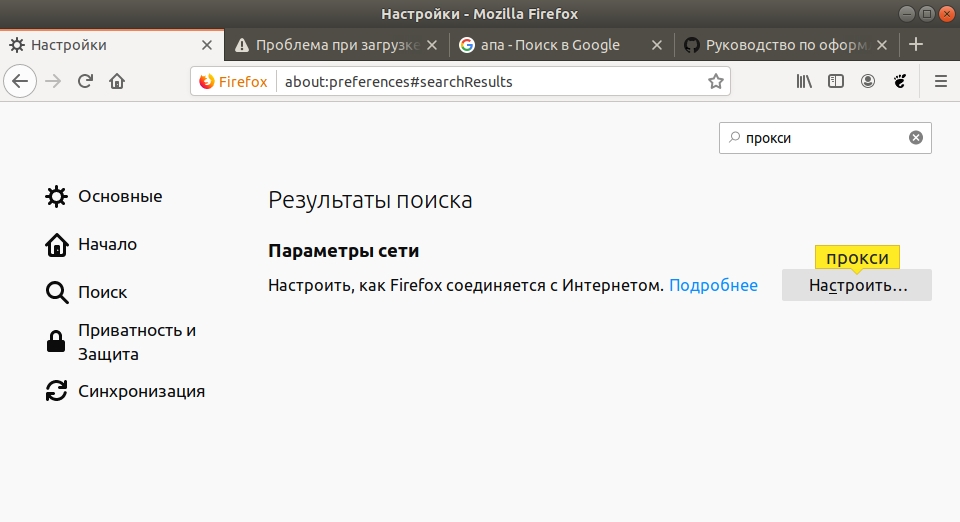 Настройки - Mozilla Firefox
Настройки
Проблема при загрузке
апа - Поиск в Google
Руководство по оформ
Firefox
about:preferences#searchResults
прокси
Основные
Начало
Поиск
Приватность и
Защита
Синхронизация
Результаты поиска
Параметры сети
прокси
Настроить, как Firefox соединяется с Интернетом. Подробнее
Настроить...